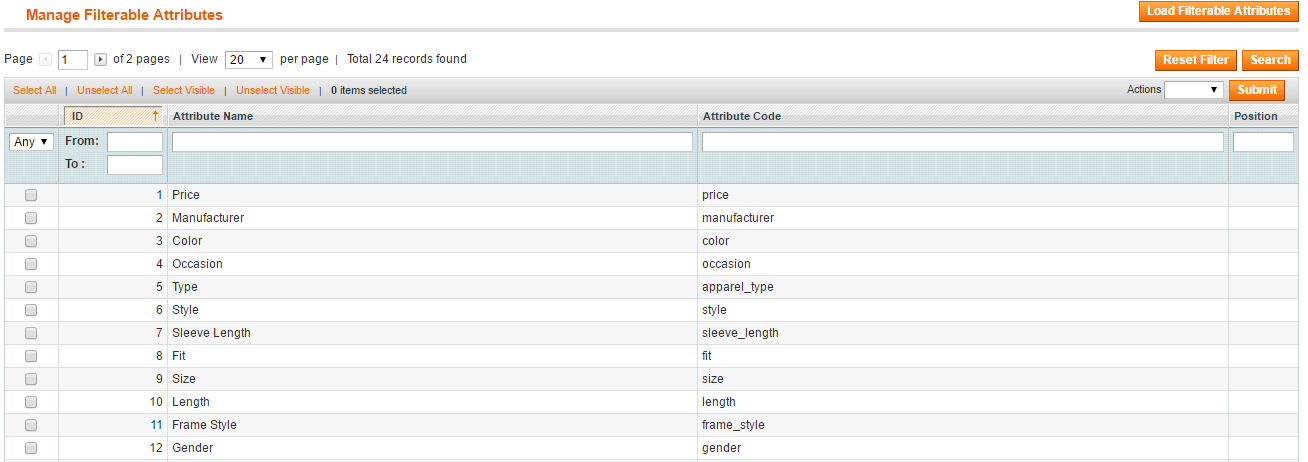 Manage Filterable Attributes
Load Filterable Attributes
Page 1 of 2 pages | View 20 per page | Total 24 records found
Reset Filter Search
Select All | Unselect All | Select Visible | Unselect Visible | 0 items selected
Actions Submit
ID Attribute Name Attribute Code Position
Any From:
To :
1 Price price
2 Manufacturer manufacturer
3 Color color
4 Occasion occasion
5 Type apparel_type
6 Style style
7 Sleeve Length sleeve_length
8 Fit fit
9 Size size
10 Length length
11 Frame Style frame_style
12 Gender gender